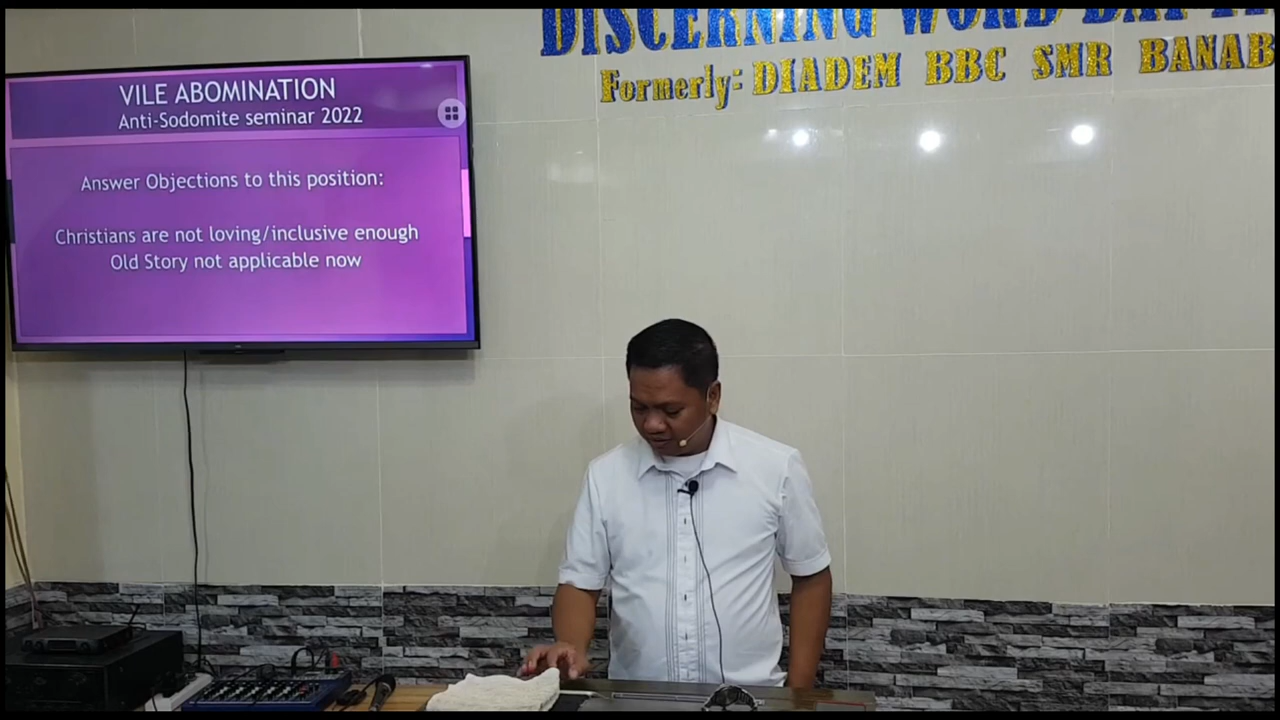 DISCERNING WORD
Formerly: DIADEM BBC SMR BANAB
VILE ABOMINATION
Anti-Sodomite seminar 2022
Answer Objections to this position:
Christians are not loving/inclusive enough
Old Story not applicable now